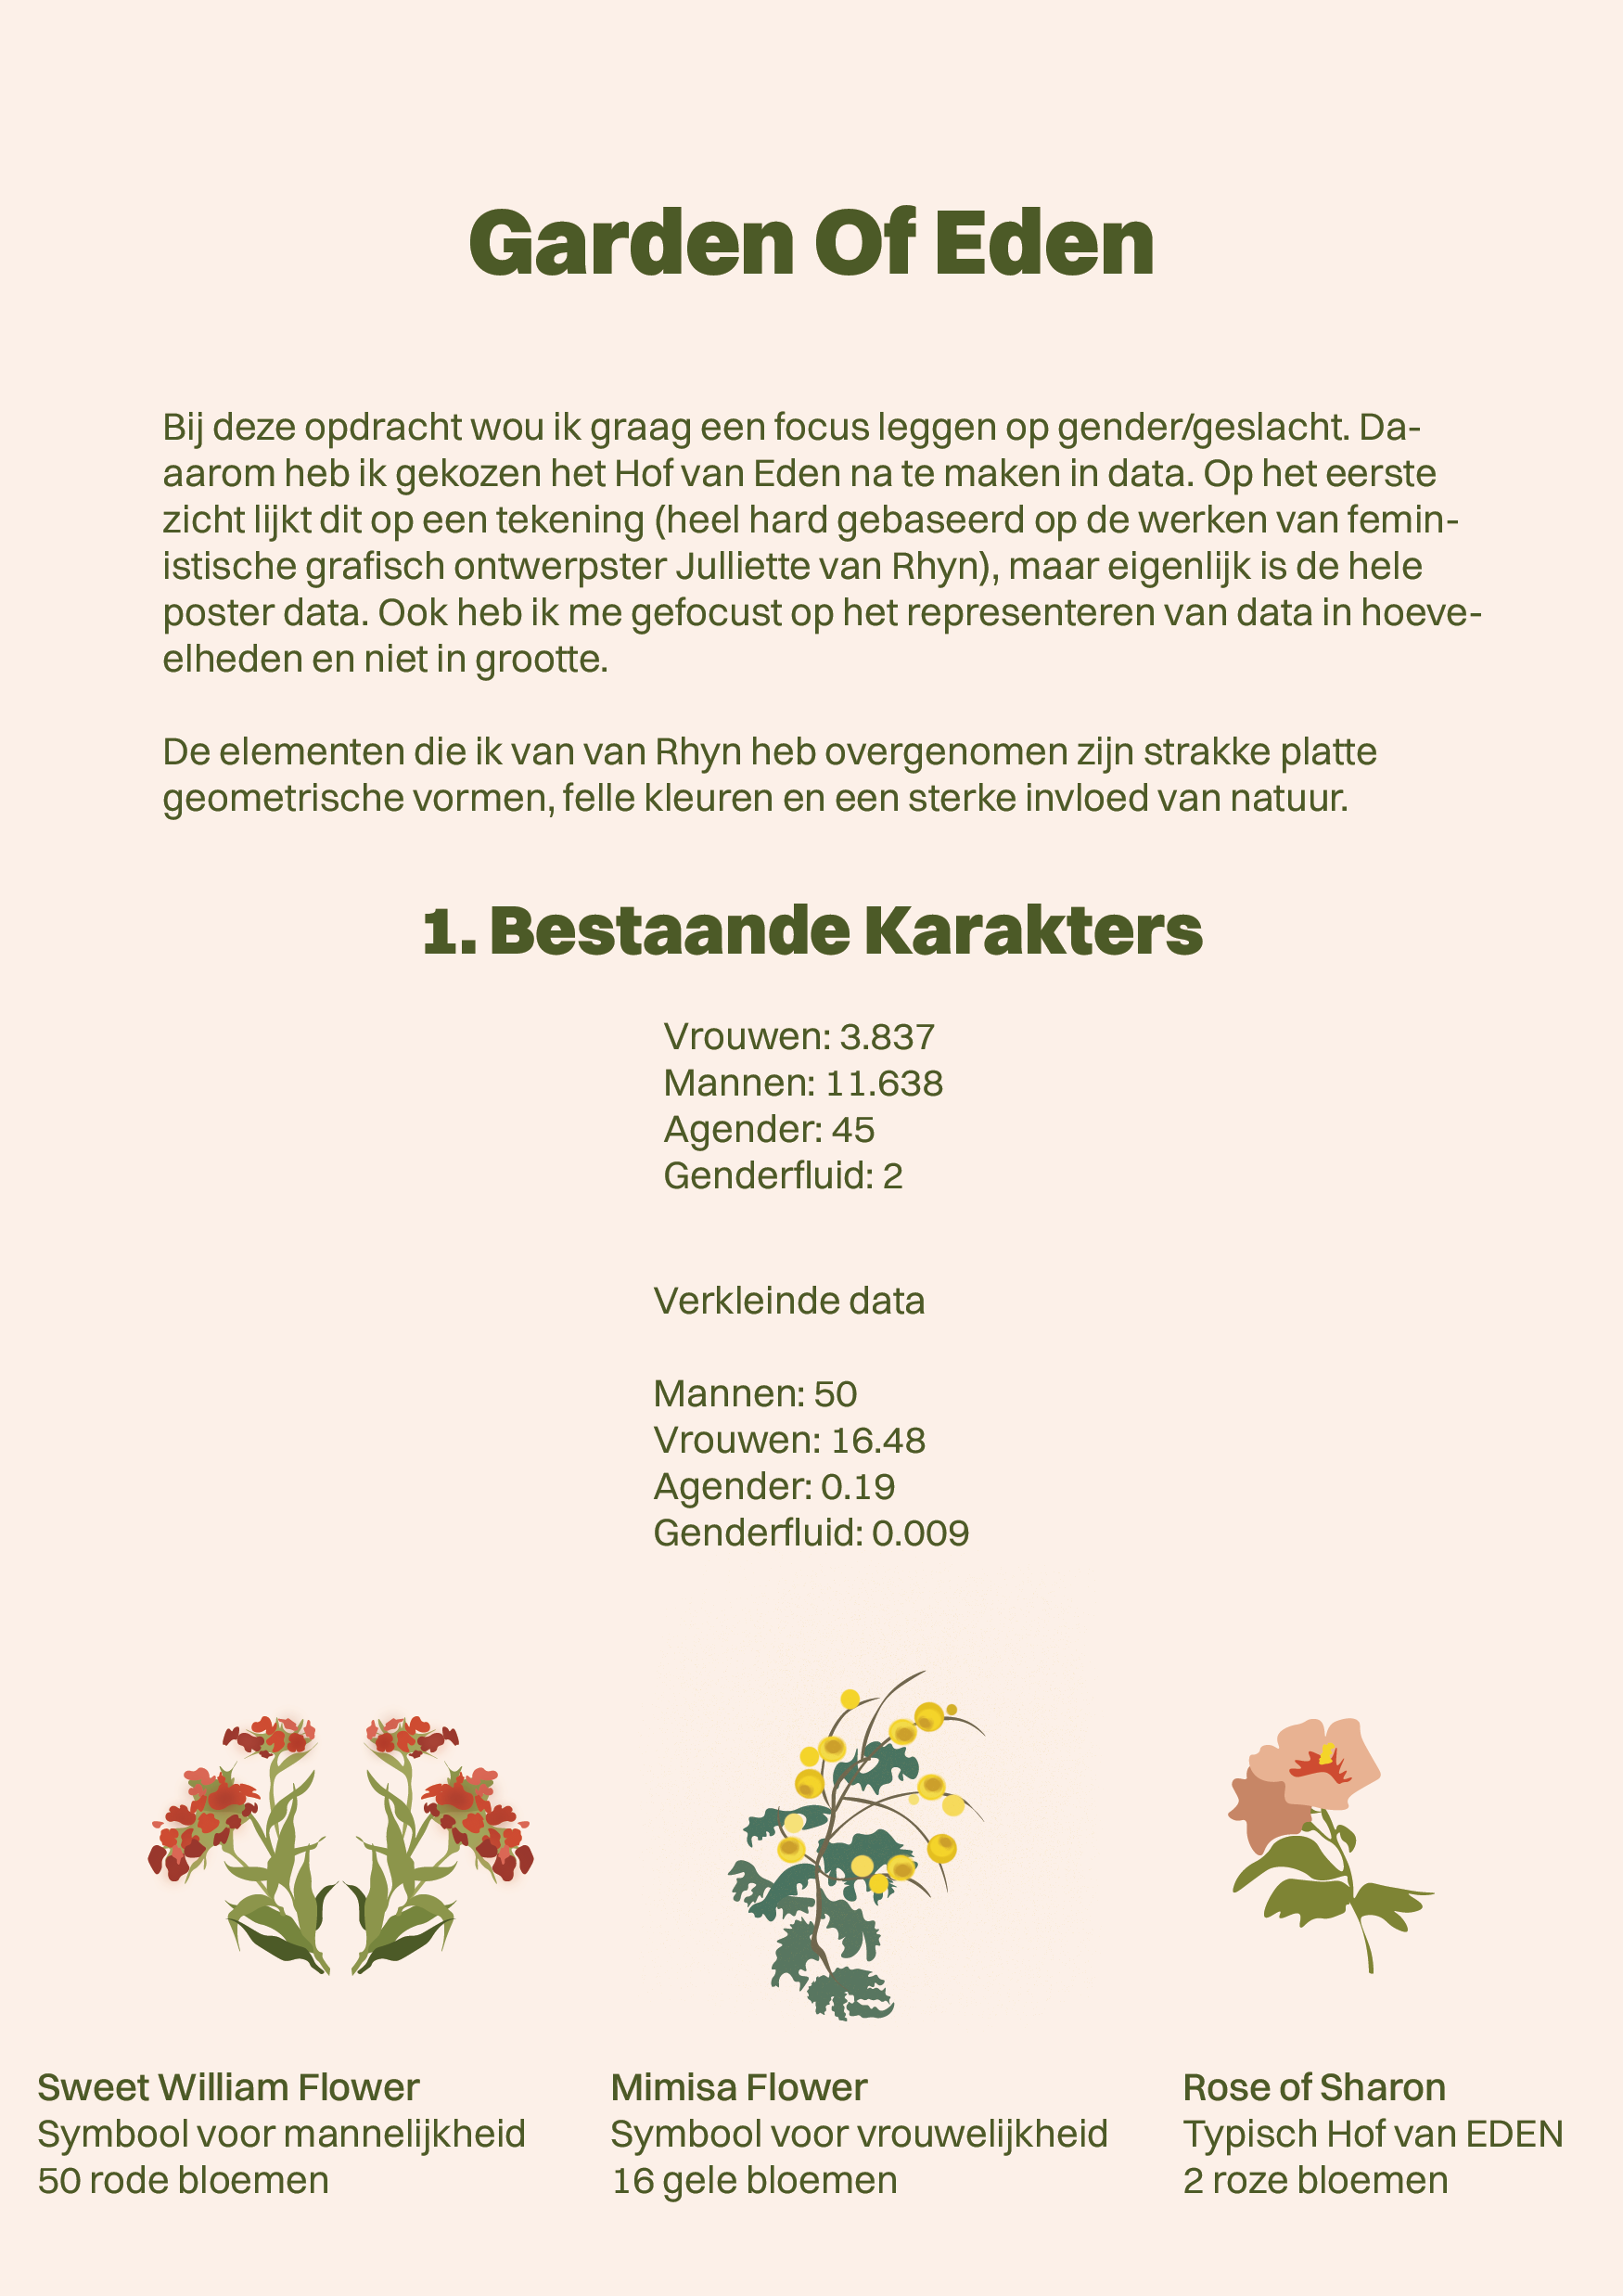 Garden Of Eden
Bij deze opdracht wou ik graag een focus leggen op gender/geslacht. Da-
aarom heb ik gekozen het Hof van Eden na te maken in data. Op het eerste
zicht lijkt dit op een tekening (heel hard gebaseerd op de werken van femin-
istische grafisch ontwerpster Julliette van Rhyn), maar eigenlijk is de hele
poster data. Ook heb ik me gefocust op het representeren van data in hoeve-
elheden en niet in grootte.
De elementen die ik van van Rhyn heb overgenomen zijn strakke platte
geometrische vormen, felle kleuren en een sterke invloed van natuur.
1. Bestaande Karakters
Vrouwen: 3.837
Mannen: 11.638
Agender: 45
Genderfluid: 2
Verkleinde data
Mannen: 50
Vrouwen: 16.48
Agender: 0.19
Genderfluid: 0.009
Sweet William Flower
Symbool voor mannelijkheid
50 rode bloemen
Mimisa Flower
Symbool voor vrouwelijkheid
16 gele bloemen
Rose of Sharon
Typisch Hof van EDEN
2 roze bloemen